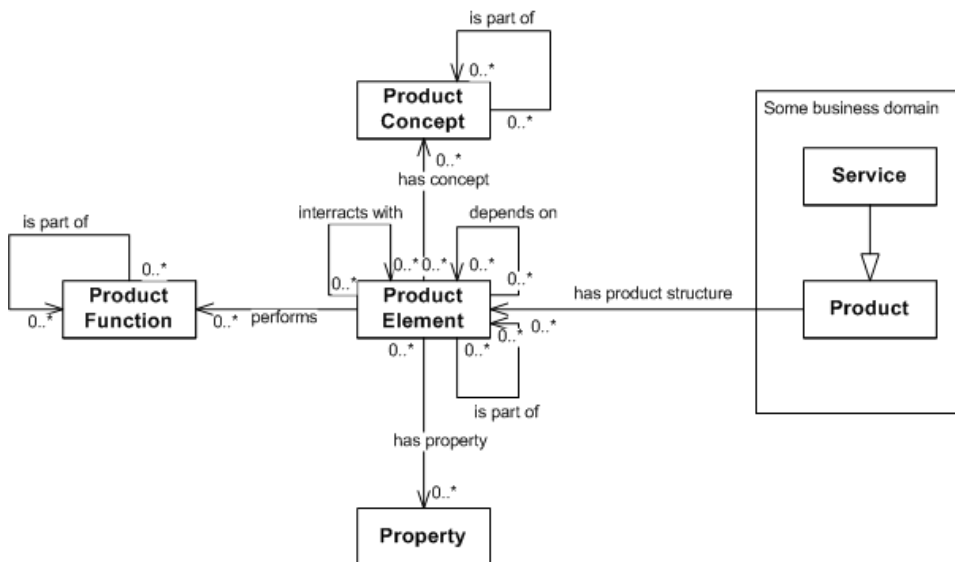 is part of
0..*
Product
Concept
0..*
Some business domain
0..*
has concept
Service
interracts with
depends on
is part of
0..*
0..*
0..*
0..*
0..*
0..*
Product
Function
Product
Element
has product structure
Product
0..*
0..*
performs
0..*
0..*
0..*
0..*
is part of
has property
0..*
Property